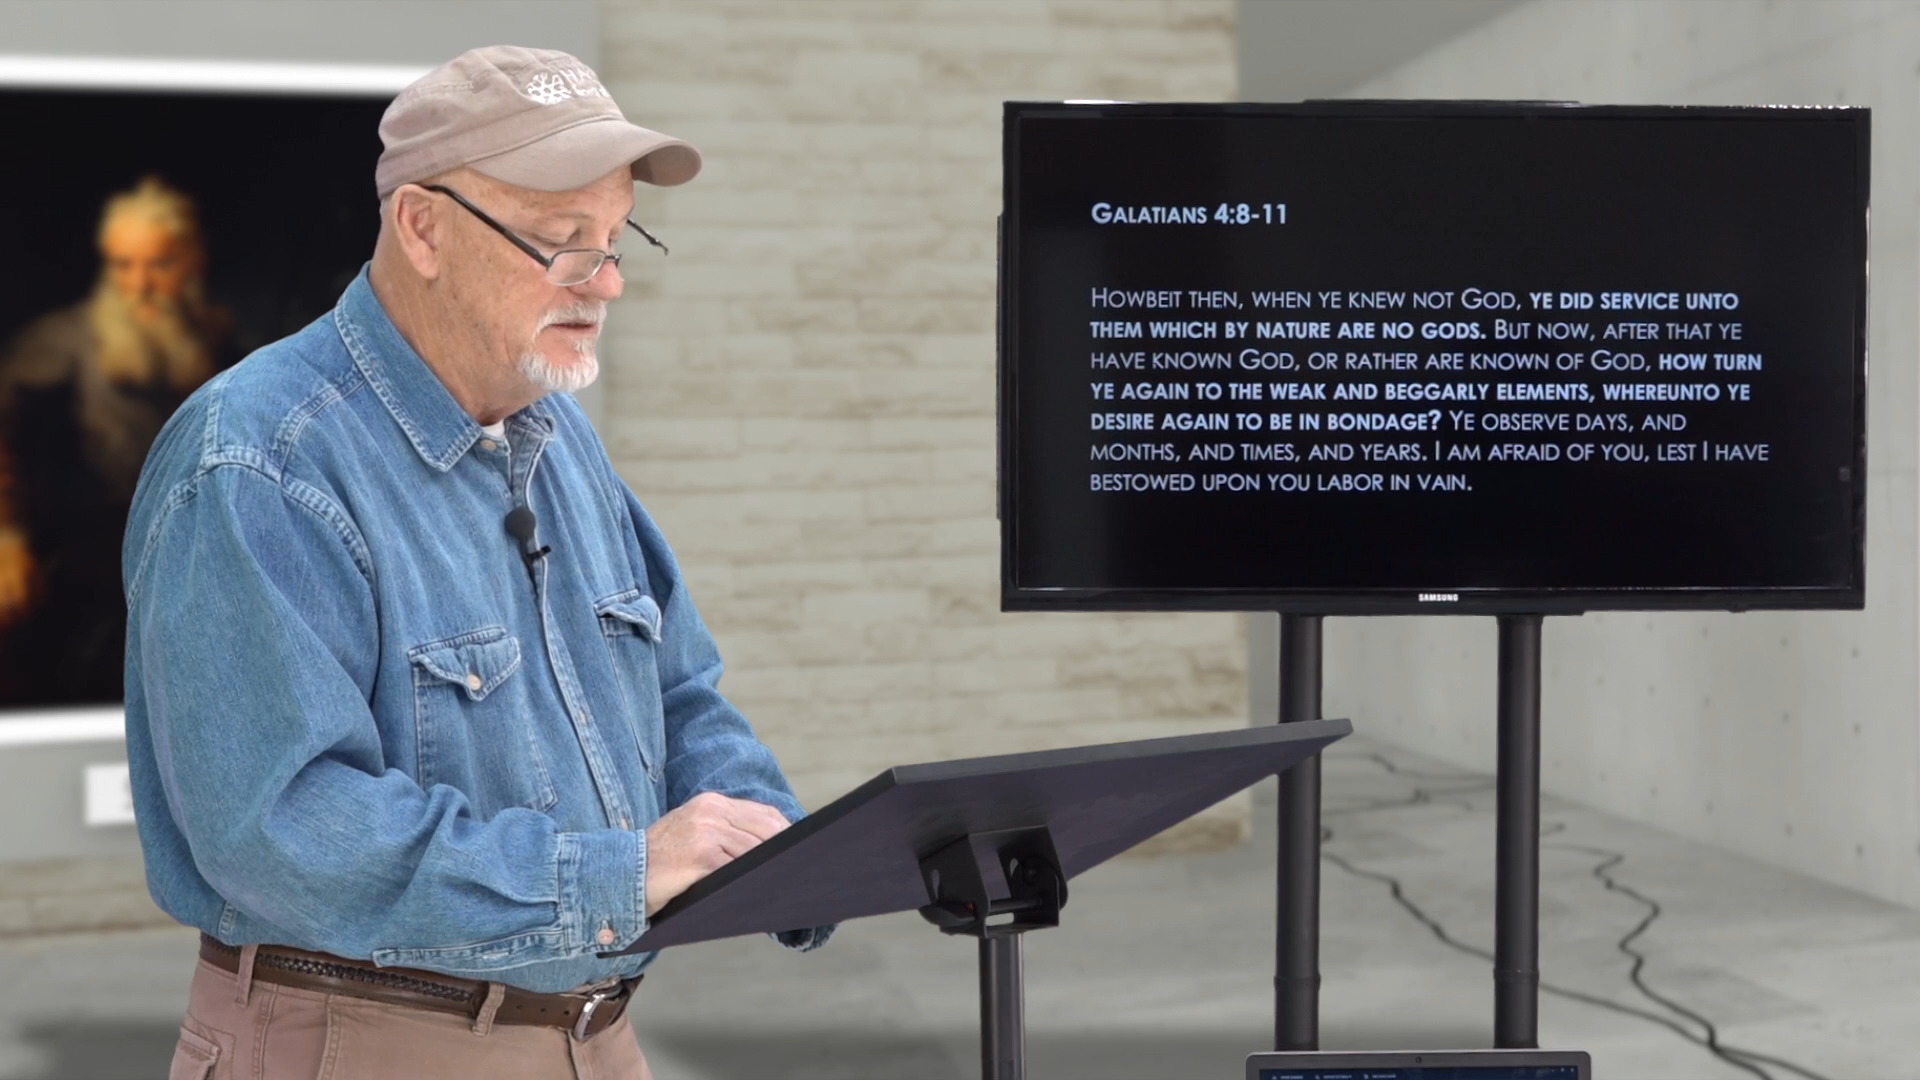 HA
GALATIANS 4:8-11
HOWBEIT THEN, WHEN YE KNEW NOT GOD, YE DID SERVICE UNTO
THEM WHICH BY NATURE ARE NO GODS. BUT NOW, AFTER THAT YE
HAVE KNOWN GOD, OR RATHER ARE KNOWN OF GOD, HOW TURN
YE AGAIN TO THE WEAK AND BEGGARLY ELEMENTS, WHEREUNTO YE
DESIRE AGAIN TO BE IN BONDAGE? YE OBSERVE DAYS, AND
MONTHS, AND TIMES, AND YEARS. I AM AFRAID OF YOU, LEST I HAVE
BESTOWED UPON YOU LABOR IN VAIN.
SAMSUNG